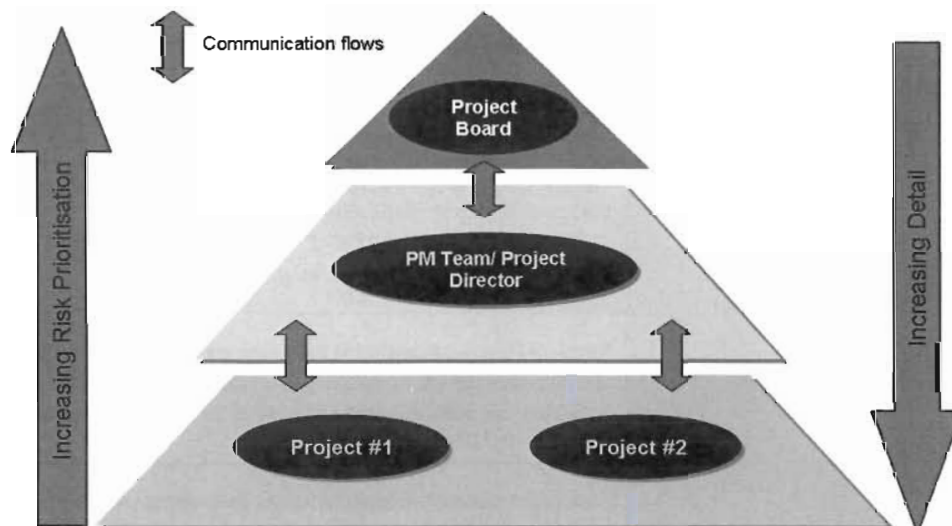 Communication flows
Project
Board
Increasing Risk Prioritisation
PM Team/ Project
Director
Increasing Detail
Project #1
Project #2